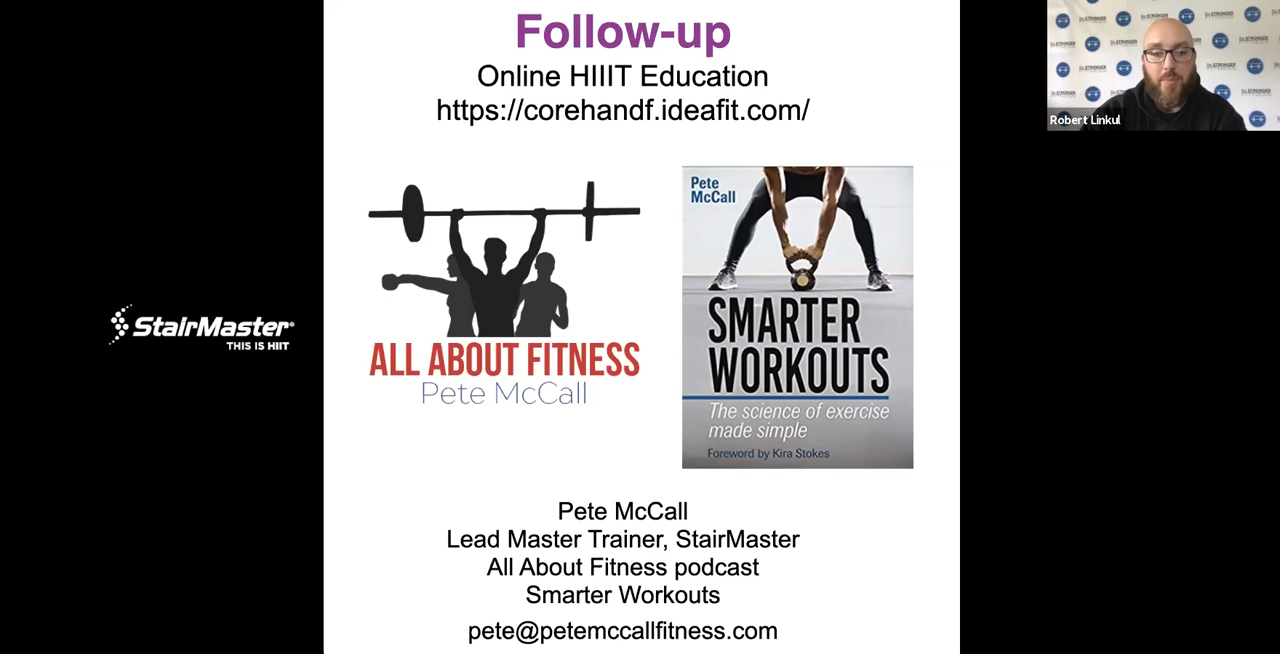 Follow-up
Online HIIIT Education
https://corehandf.ideafit.com/
Robert Linkul
Pete
McCall
SMARTER
WORKOUTS
The science of exercise
made simple
Foreword by Kira Stokes
ALL ABOUT FITNESS
Pete McCall
StairMaster®
THIS IS HIIT
Pete McCall
Lead Master Trainer, StairMaster
All About Fitness podcast
Smarter Workouts
pete@petemccallfitness.com